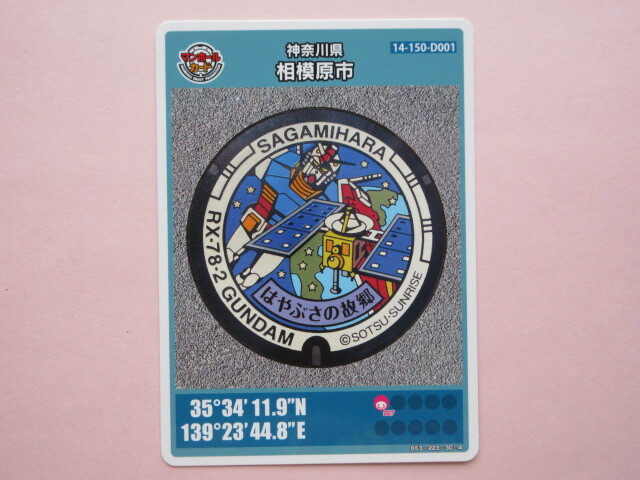 マンホール
カード
神奈川県
相模原市
14-150-D001
SAGAMIHARA
RX-78-2 GUNDAM
はやぶさの故郷
©SOTSU・SUNRISE
35°34'11.9"N
139°23'44.8"E